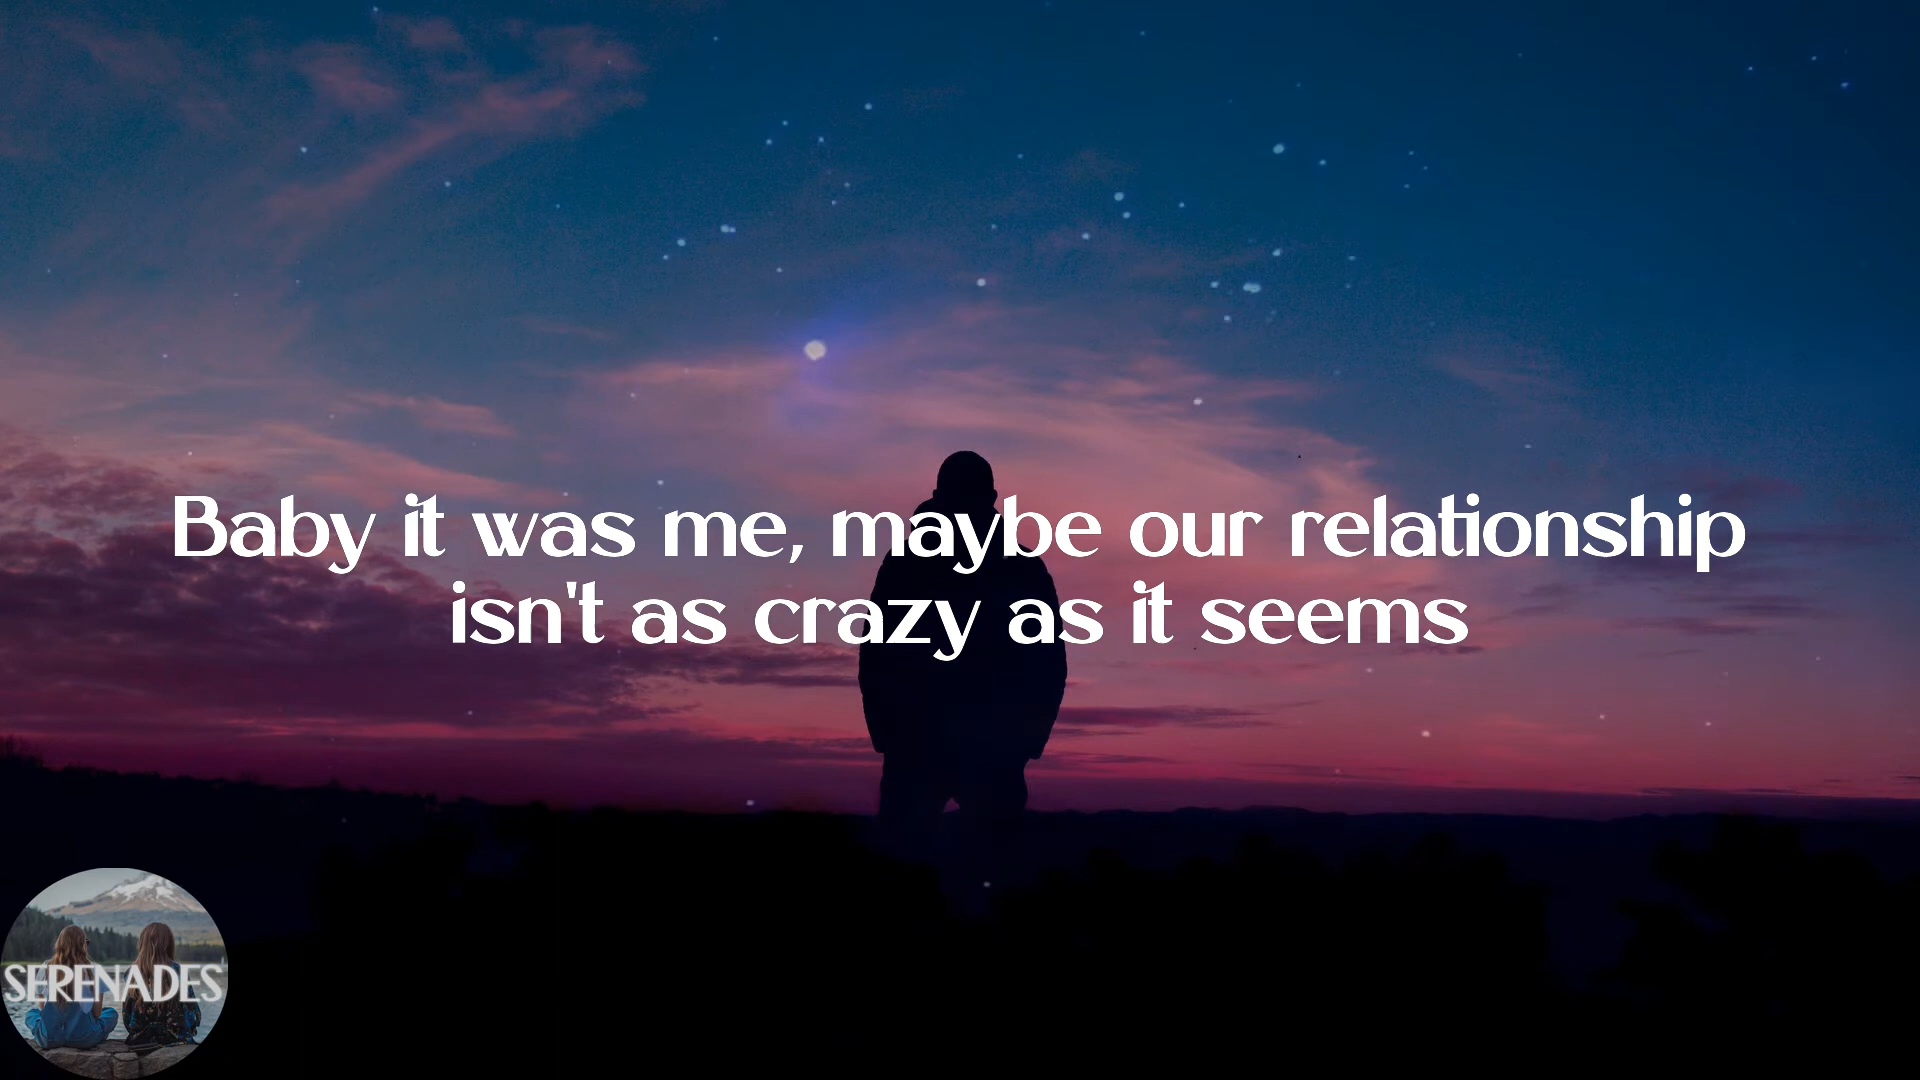 Baby it was me, maybe our relationship
isn't as crazy as it seems
SERENADES